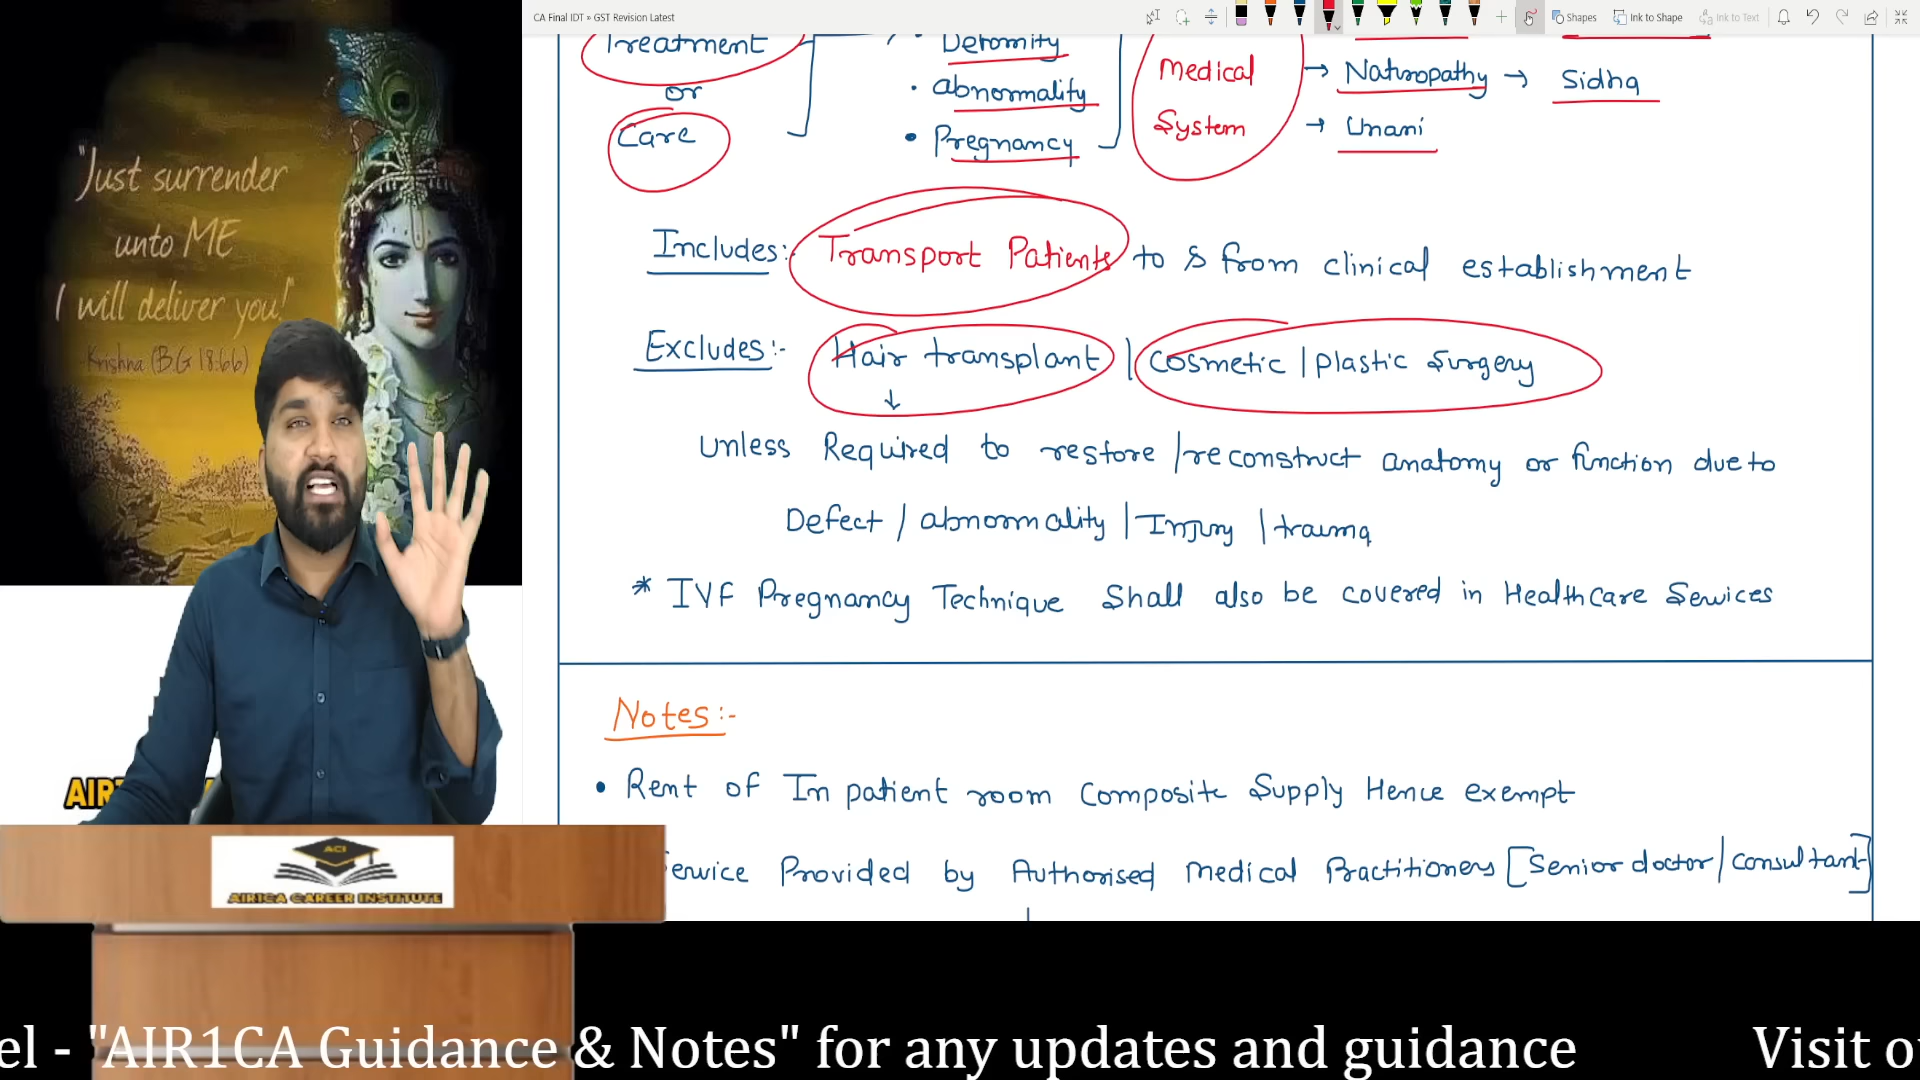 CA Final IDT » GST Revision Latest
Shapes
Ink to Shape
Ink to Text
Treatment
or
Care
• Deformity
• abnormality
• Pregnancy
Medical
System
→ Naturopathy → Sidha
→ Unani
"Just surrender
unto ME
I will deliver you!"
Krishna (B.G 18:66)
Includes:- Transport Patients to & from clinical establishment
Excludes:- Hair transplant | Cosmetic | Plastic Surgery
↓
unless Required to restore / reconstruct anatomy or function due to
Defect / abnormality | Injury | trauma
* IVF Pregnancy Technique Shall also be covered in HealthCare Services
Notes:-
• Rent of In patient room Composite Supply Hence exempt
Service Provided by Authorised Medical Practitioners [Senior doctor / Consultant]
AIR
ACI
AIR1CA CAREER INSTITUTE
el - "AIR1CA Guidance & Notes" for any updates and guidance
Visit o